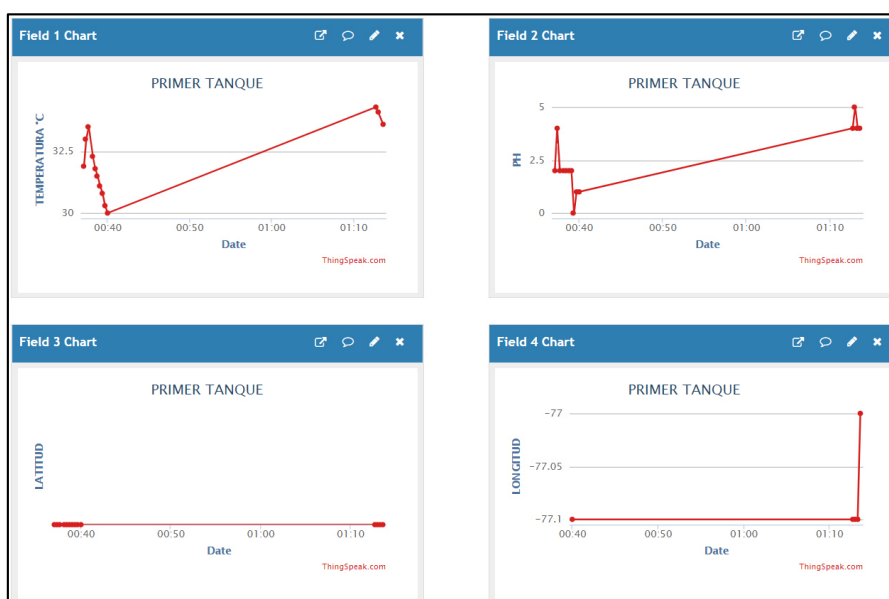 Field 1 Chart
PRIMER TANQUE
TEMPERATURA °C
32.5
30
00:40 00:50 01:00 01:10
Date
ThingSpeak.com
Field 2 Chart
PRIMER TANQUE
PH
5
2.5
0
00:40 00:50 01:00 01:10
Date
ThingSpeak.com
Field 3 Chart
PRIMER TANQUE
LATITUD
00:40 00:50 01:00 01:10
Date
ThingSpeak.com
Field 4 Chart
PRIMER TANQUE
LONGITUD
-77
-77.05
-77.1
00:40 00:50 01:00 01:10
Date
ThingSpeak.com